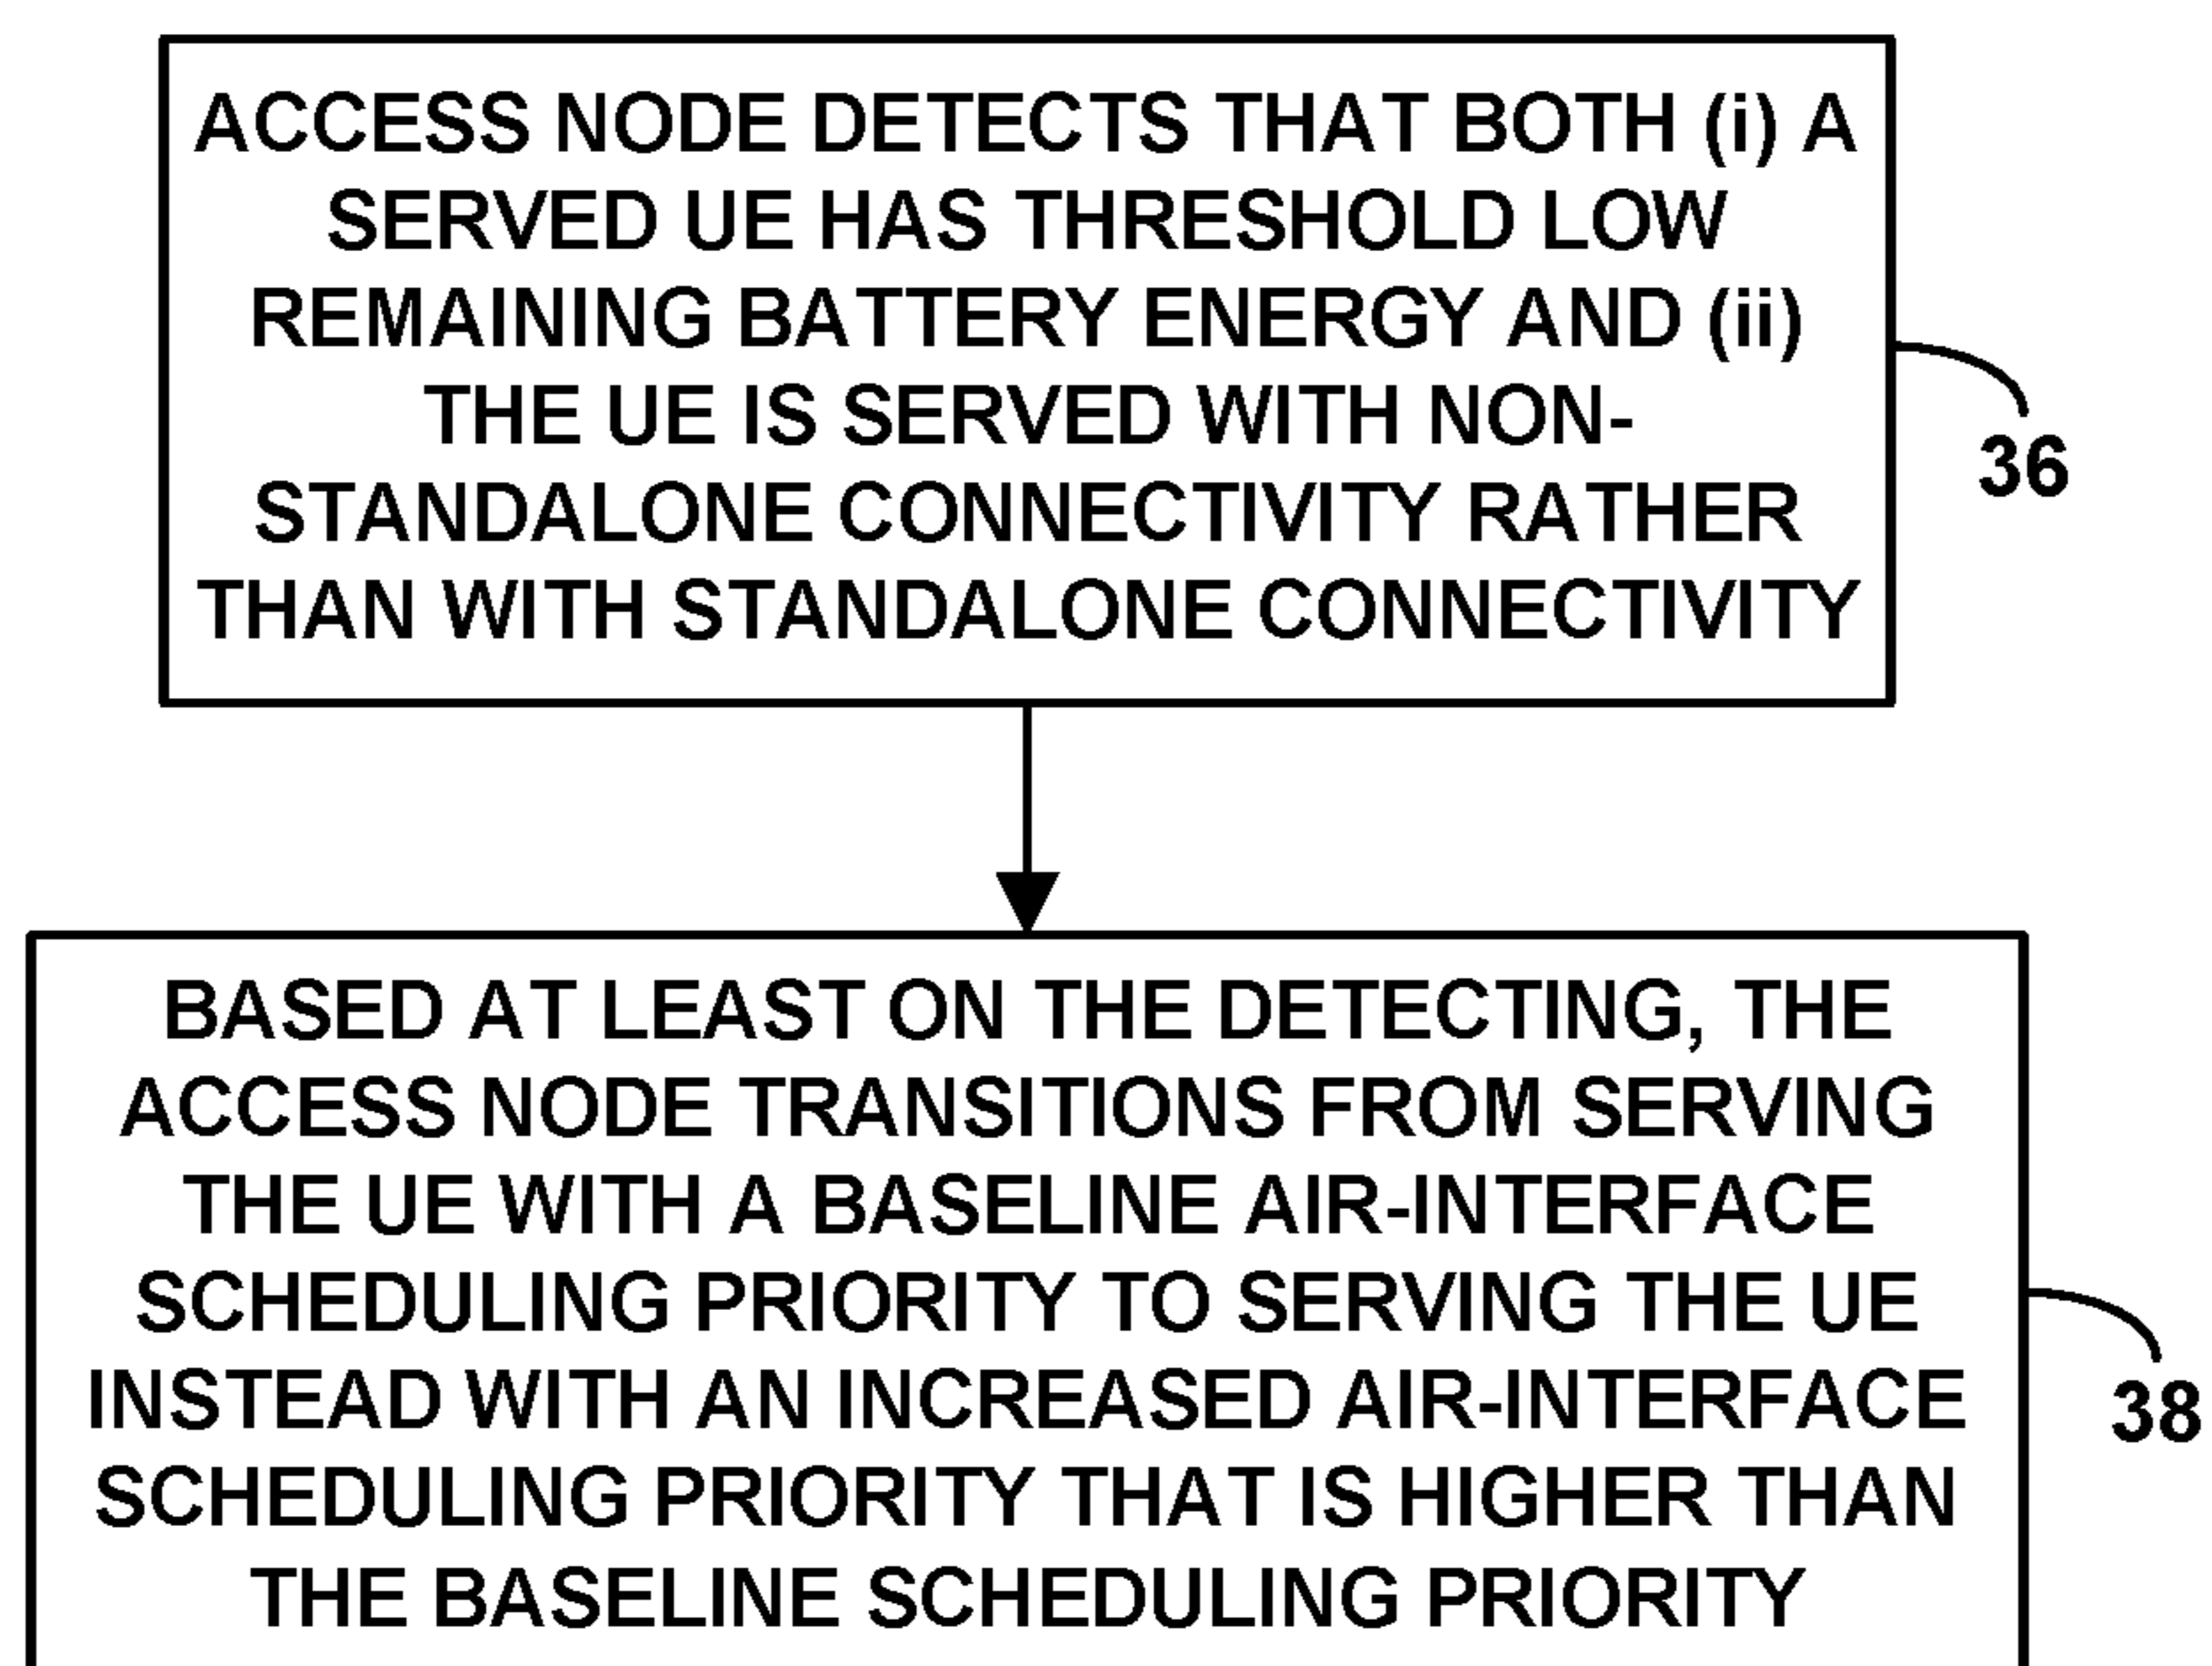 ACCESS NODE DETECTS THAT BOTH (i) A
SERVED UE HAS THRESHOLD LOW
REMAINING BATTERY ENERGY AND (ii)
THE UE IS SERVED WITH NON-
STANDALONE CONNECTIVITY RATHER
THAN WITH STANDALONE CONNECTIVITY
36
BASED AT LEAST ON THE DETECTING, THE
ACCESS NODE TRANSITIONS FROM SERVING
THE UE WITH A BASELINE AIR-INTERFACE
SCHEDULING PRIORITY TO SERVING THE UE
INSTEAD WITH AN INCREASED AIR-INTERFACE
SCHEDULING PRIORITY THAT IS HIGHER THAN
THE BASELINE SCHEDULING PRIORITY
38